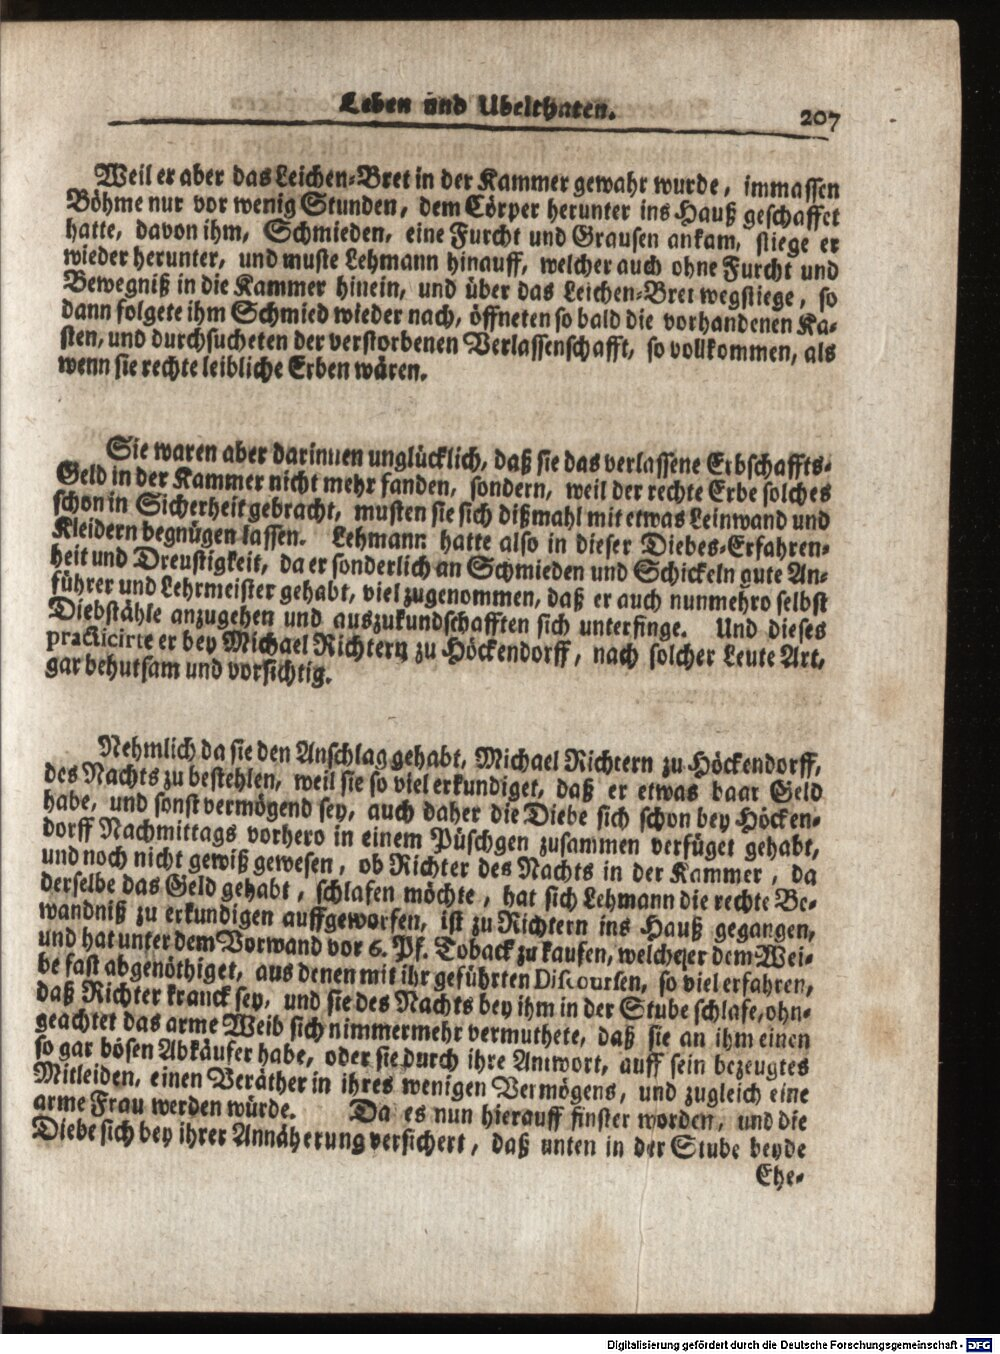 Leben und Ubelthaten. 207
Weil er aber das Leichen-Bret in der Kammer gewahr wurde, immassen
Böhme nur vor wenig Stunden, dem Cörper herunter ins Hauß geschaffet
hatte, davon ihm, Schmieden, eine Furcht und Grausen ankam, stiege er
wieder herunter, und muste Lehmann hinauff, welcher auch ohne Furcht und
Bewegniß in die Kammer hinein, und über das Leichen-Bret wegstiege, so
dann folgete ihm Schmied wieder nach, öffneten so bald die vorhandenen Ka-
sten, und durchsucheten der verstorbenen Verlassenschafft, so vollkommen, als
wenn sie rechte leibliche Erben wären.
Sie waren aber darinnen unglücklich, daß sie das verlassene Erbschaffts-
Geld in der Kammer nicht mehr fanden, sondern, weil der rechte Erbe solches
schon in Sicherheit gebracht, musten sie sich dißmahl mit etwas Leinwand und
Kleidern begnügen lassen. Lehmann hatte also in dieser Diebes-Erfahren-
heit und Dreustigkeit, da er sonderlich an Schmieden und Schickeln gute An-
führer und Lehrmeister gehabt, viel zugenommen, daß er auch nunmehro selbst
Diebstähle anzugehen und auszukundschafften sich unterfinge. Und dieses
practicirte er bey Michael Richtern zu Höckendorff, nach solcher Leute Art,
gar behutsam und vorsichtig.
Nehmlich da sie den Anschlag gehabt, Michael Richtern zu Höckendorff,
des Nachts zu bestehlen, weil sie so viel erkundiget, daß er etwas baar Geld
habe, und sonst vermögend sey, auch daher die Diebe sich schon bey Höcken-
dorff Nachmittags vorhero in einem Püschgen zusammen verfüget gehabt,
und noch nicht gewiß gewesen, ob Richter des Nachts in der Kammer, da
derselbe das Geld gehabt, schlafen möchte, hat sich Lehmann die rechte Be-
wandniß zu erkundigen auffgeworfen, ist zu Richtern ins Hauß gegangen,
und hat unter dem Vorwand vor 6. Pf. Toback zu kaufen, welche er dem Wei-
be fast abgenöthiget, aus denen mit ihr geführten Discoursen, so viel erfahren,
daß Richter kranck sey, und sie des Nachts bey ihm in der Stube schlafe, ohn-
geachtet das arme Weib sich nimmermehr vermuthete, daß sie an ihm einen
so gar bösen Abkäufer habe, oder sie durch ihre Antwort, auff sein bezeugtes
Mitleiden, einen Veräther in ihres wenigen Vermögens, und zugleich eine
arme Frau werden würde. Da es nun hierauff finster worden, und die
Diebe sich bey ihrer Annäherung versichert, daß unten in der Stube beyde
Ehe-
Digitalisierung gefördert durch die Deutsche Forschungsgemeinschaft - DFG